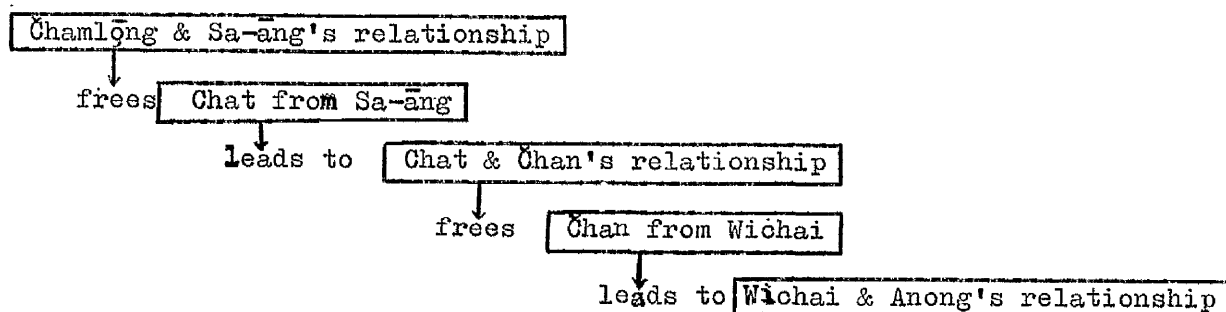 Čhamlǭng & Sa-āng's relationship
frees Chat from Sa-āng
leads to Chat & Čhan's relationship
frees Čhan from Wichai
leads to Wichai & Anong's relationship